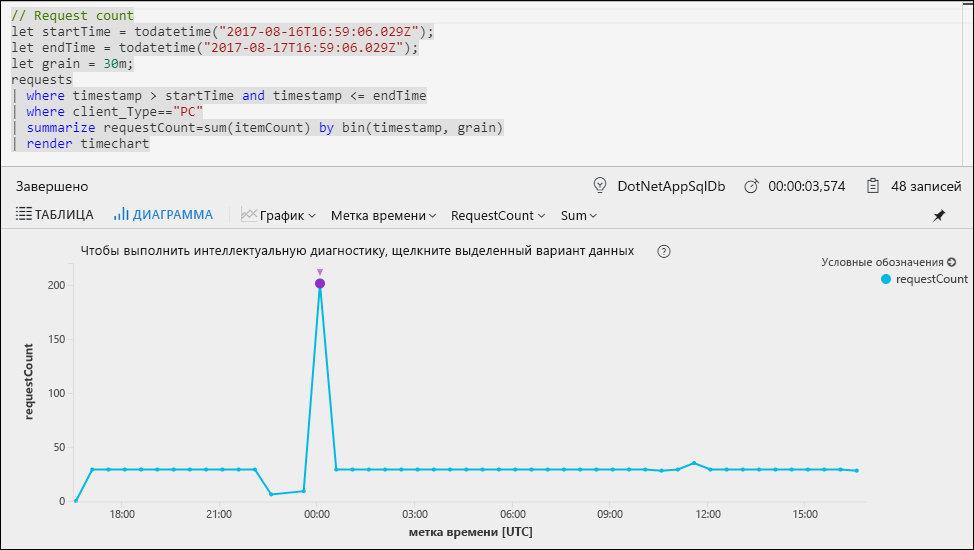 // Request count
let startTime = todatetime("2017-08-16T16:59:06.029Z");
let endTime = todatetime("2017-08-17T16:59:06.029Z");
let grain = 30m;
requests
| where timestamp > startTime and timestamp <= endTime
| where client_Type=="PC"
| summarize requestCount=sum(itemCount) by bin(timestamp, grain)
| render timechart
Завершено DotNetAppSqlDb 00:00:03,574 48 записей
ТАБЛИЦА ДИАГРАММА График Метка времени RequestCount Sum
Чтобы выполнить интеллектуальную диагностику, щелкните выделенный вариант данных ?
Условные обозначения
requestCount
200
150
100
50
0
requestCount
18:00 21:00 00:00 03:00 06:00 09:00 12:00 15:00
метка времени [UTC]